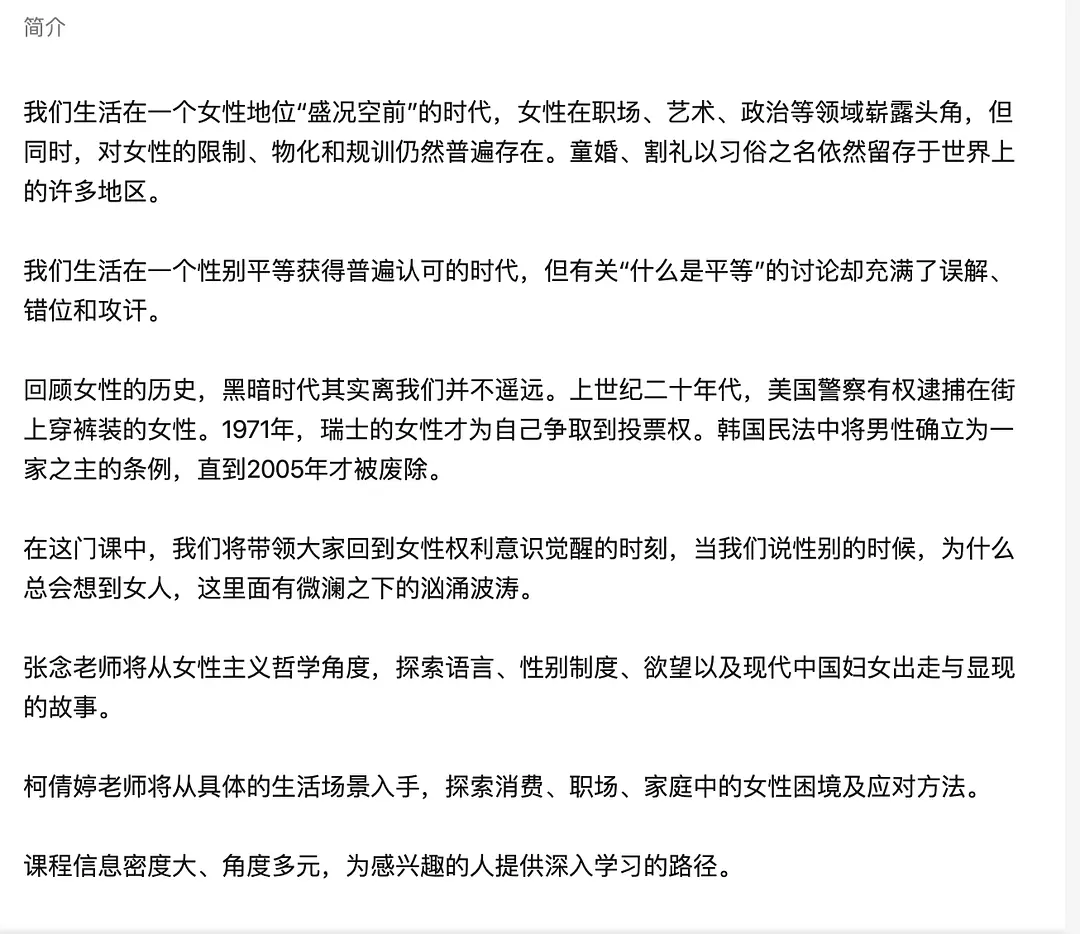 简介
我们生活在一个女性地位“盛况空前”的时代，女性在职场、艺术、政治等领域崭露头角，但
同时，对女性的限制、物化和规训仍然普遍存在。童婚、割礼以习俗之名依然留存于世界上
的许多地区。
我们生活在一个性别平等获得普遍认可的时代，但有关“什么是平等”的讨论却充满了误解、
错位和攻讦。
回顾女性的历史，黑暗时代其实离我们并不遥远。上世纪二十年代，美国警察有权逮捕在街
上穿裤装的女性。1971年，瑞士的女性才为自己争取到投票权。韩国民法中将男性确立为一
家之主的条例，直到2005年才被废除。
在这门课中，我们将带领大家回到女性权利意识觉醒的时刻，当我们说性别的时候，为什么
总会想到女人，这里面有微澜之下的汹涌波涛。
张念老师将从女性主义哲学角度，探索语言、性别制度、欲望以及现代中国妇女出走与显现
的故事。
柯倩婷老师将从具体的生活场景入手，探索消费、职场、家庭中的女性困境及应对方法。
课程信息密度大、角度多元，为感兴趣的人提供深入学习的路径。